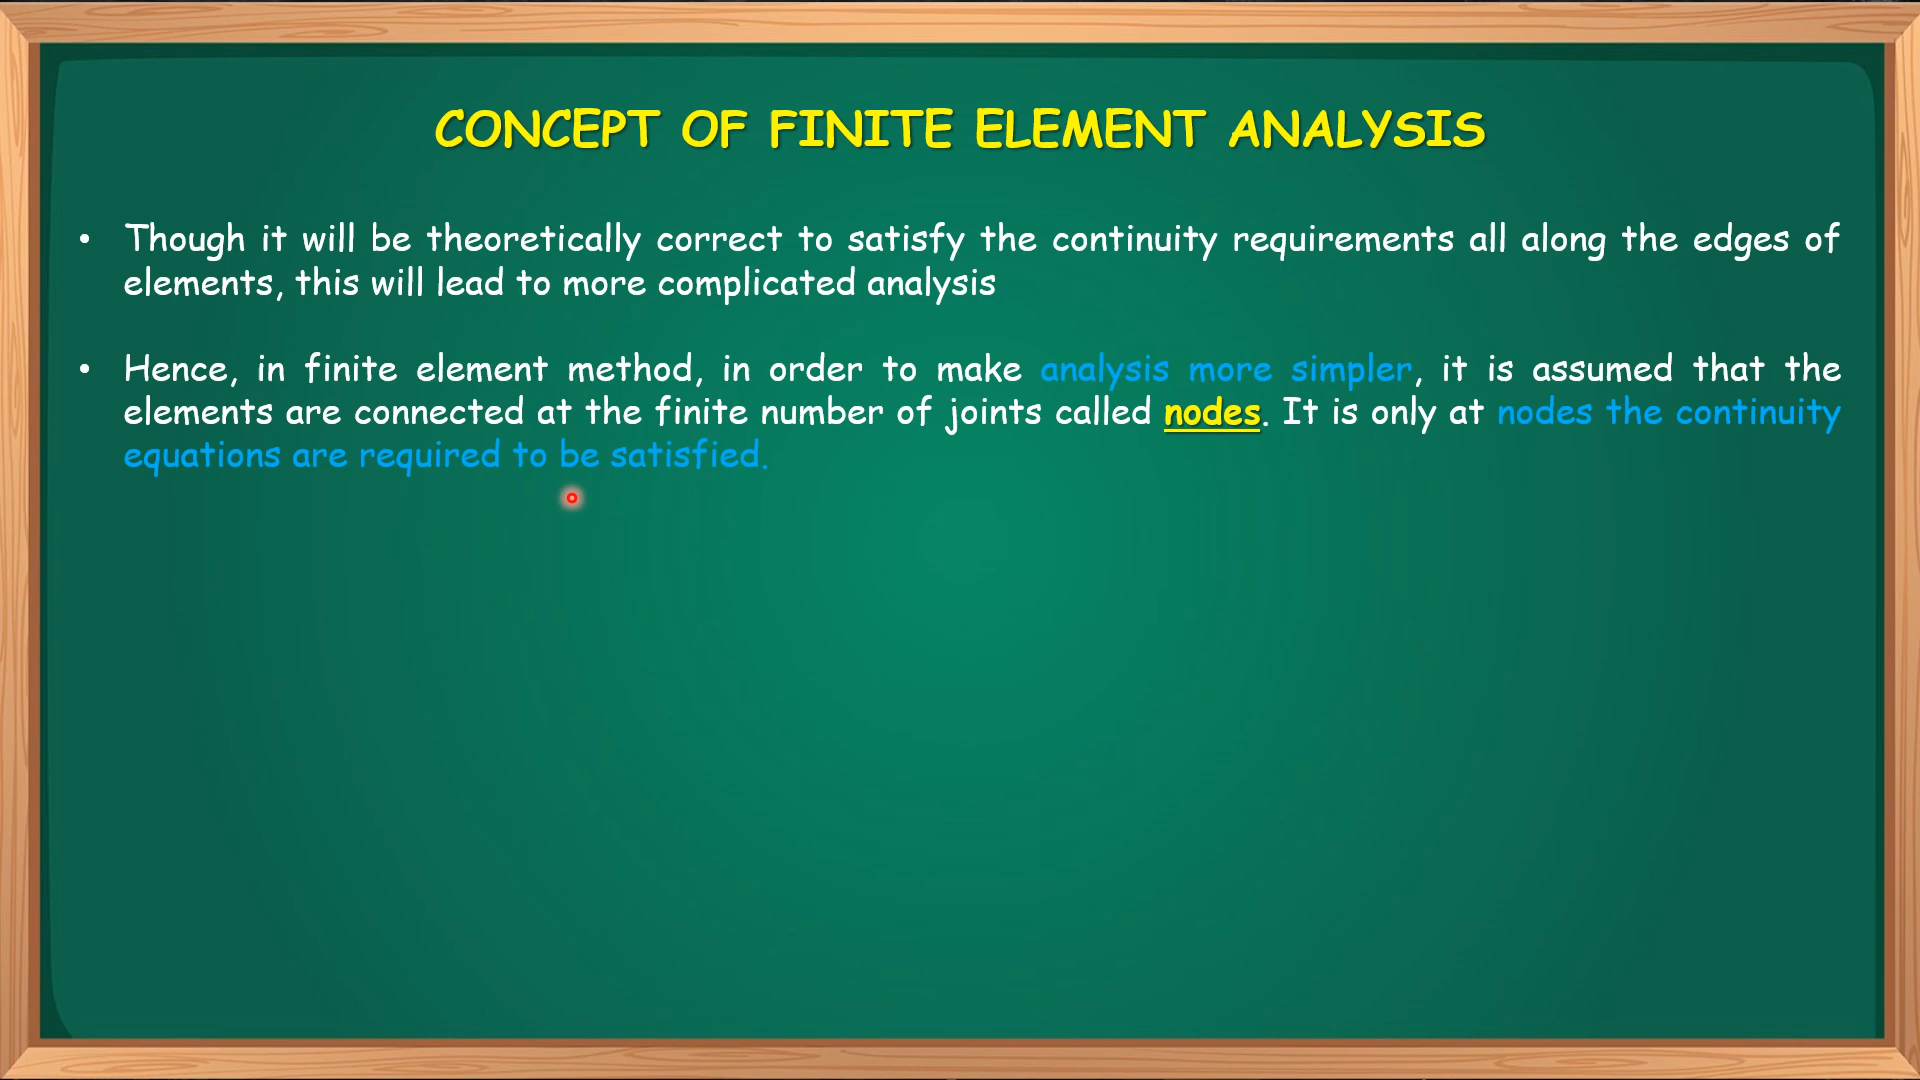 CONCEPT OF FINITE ELEMENT ANALYSIS
• Though it will be theoretically correct to satisfy the continuity requirements all along the edges of
elements, this will lead to more complicated analysis
• Hence, in finite element method, in order to make analysis more simpler, it is assumed that the
elements are connected at the finite number of joints called nodes. It is only at nodes the continuity
equations are required to be satisfied.